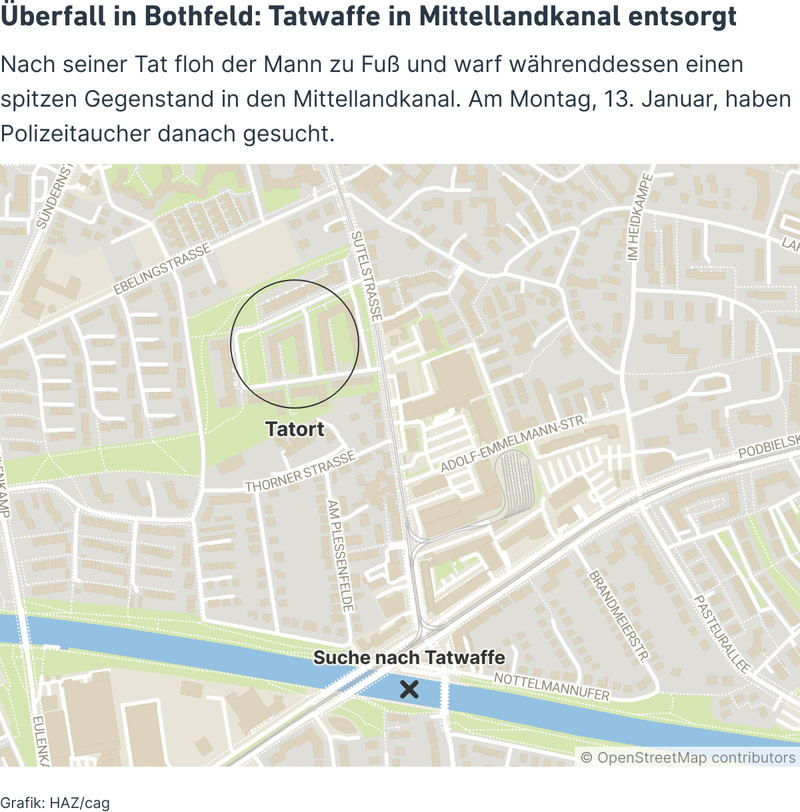 Überfall in Bothfeld: Tatwaffe in Mittellandkanal entsorgt
Nach seiner Tat floh der Mann zu Fuß und warf währenddessen einen
spitzen Gegenstand in den Mittellandkanal. Am Montag, 13. Januar, haben
Polizeitaucher danach gesucht.
SÜNDERNST
IM HEIDKAMPE
EBELINGSTRASSE
SUTELSTRASSE
LAP
Tatort
ADOLF-EMMELMANN-STR.
PODBIELSK
THORNER STRASSE
LENKAMP
AM PLESSENFELDE
BRANDMEIERSTR.
PASTEURALLEE
Suche nach Tatwaffe
NOTTELMANNUFER
EULENKA
© OpenStreetMap contributors
Grafik: HAZ/cag